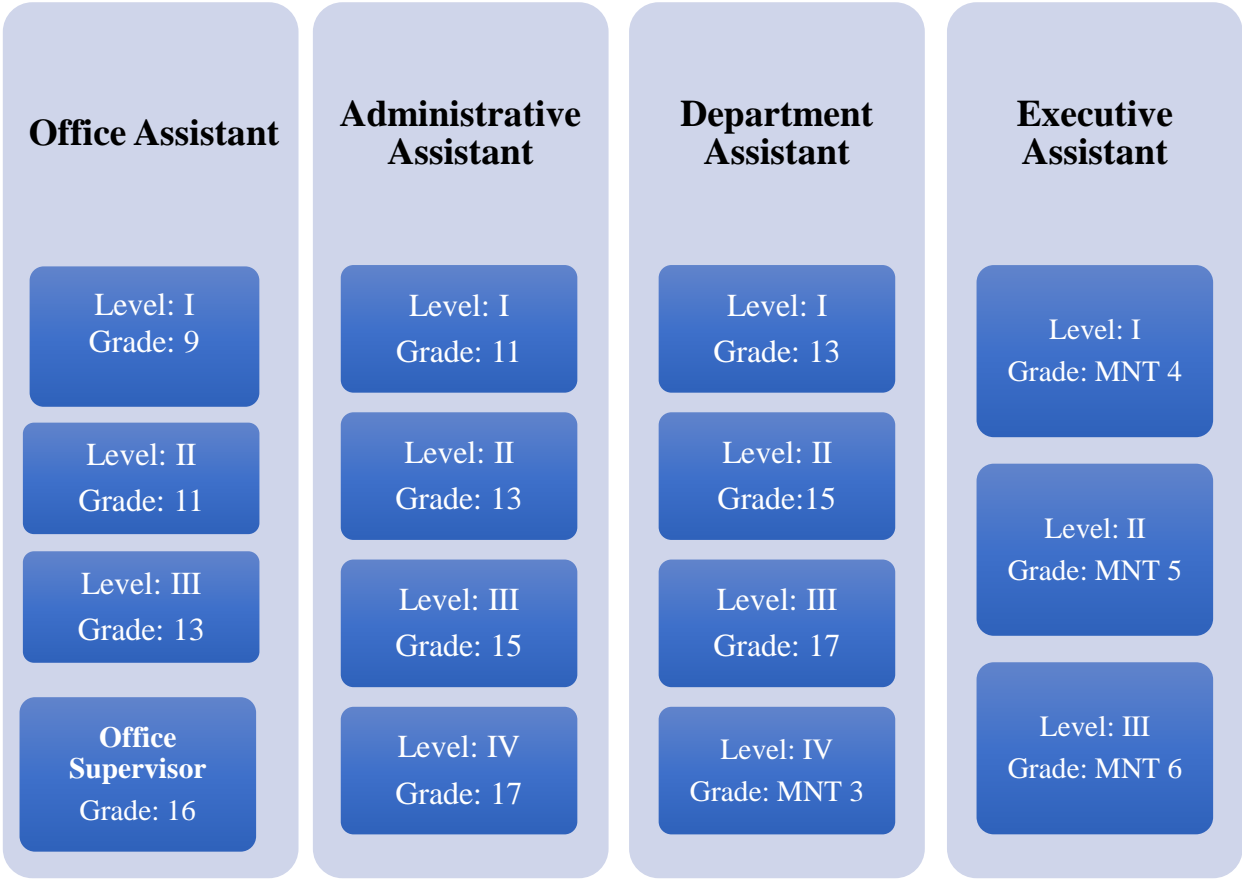 Office Assistant
Level: I
Grade: 9
Level: II
Grade: 11
Level: III
Grade: 13
Office
Supervisor
Grade: 16
Administrative
Assistant
Level: I
Grade: 11
Level: II
Grade: 13
Level: III
Grade: 15
Level: IV
Grade: 17
Department
Assistant
Level: I
Grade: 13
Level: II
Grade:15
Level: III
Grade: 17
Level: IV
Grade: MNT 3
Executive
Assistant
Level: I
Grade: MNT 4
Level: II
Grade: MNT 5
Level: III
Grade: MNT 6